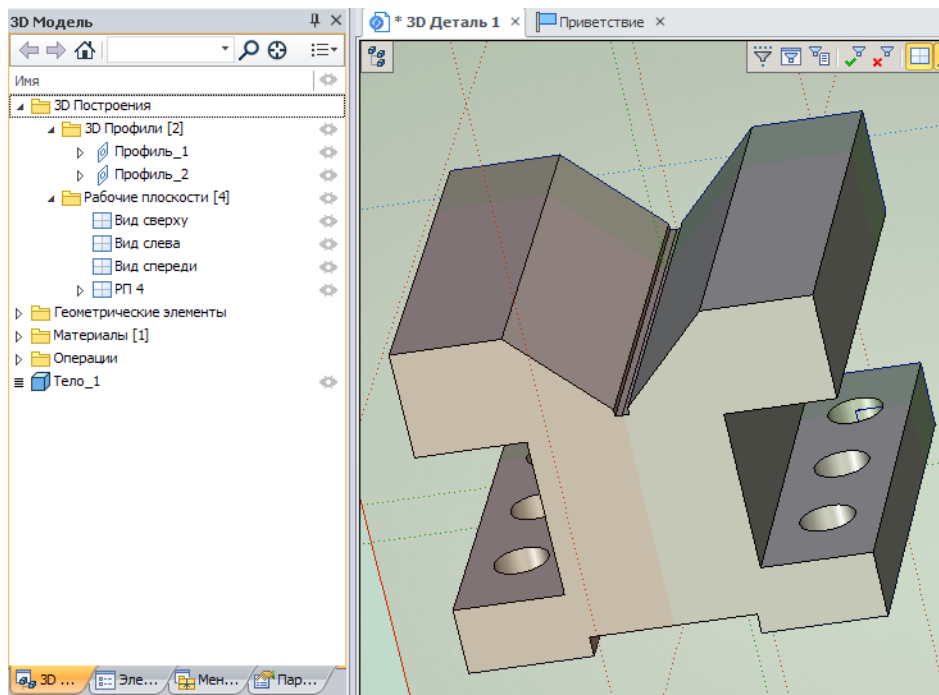 3D Модель
* 3D Деталь 1
Приветствие
Имя
3D Построения
3D Профили [2]
Профиль_1
Профиль_2
Рабочие плоскости [4]
Вид сверху
Вид слева
Вид спереди
РП 4
Геометрические элементы
Материалы [1]
Операции
Тело_1
3D ... Эле... Мен... Пар...